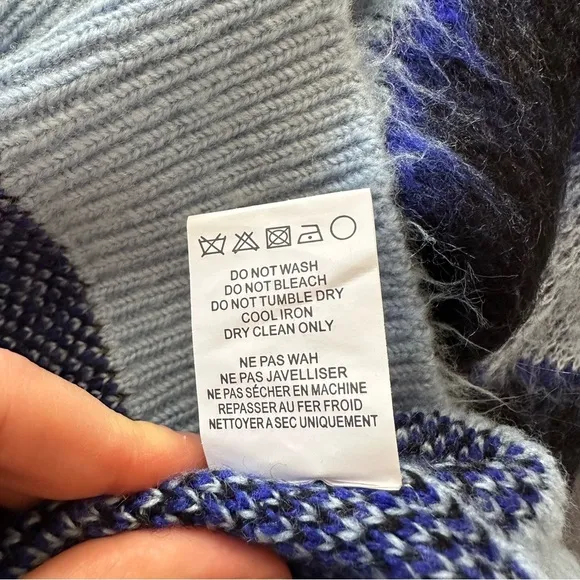 DO NOT WASH
DO NOT BLEACH
DO NOT TUMBLE DRY
COOL IRON
DRY CLEAN ONLY
NE PAS WAH
NE PAS JAVELLISER
NE PAS SÉCHER EN MACHINE
REPASSER AU FER FROID
NETTOYER A SEC UNIQUEMENT